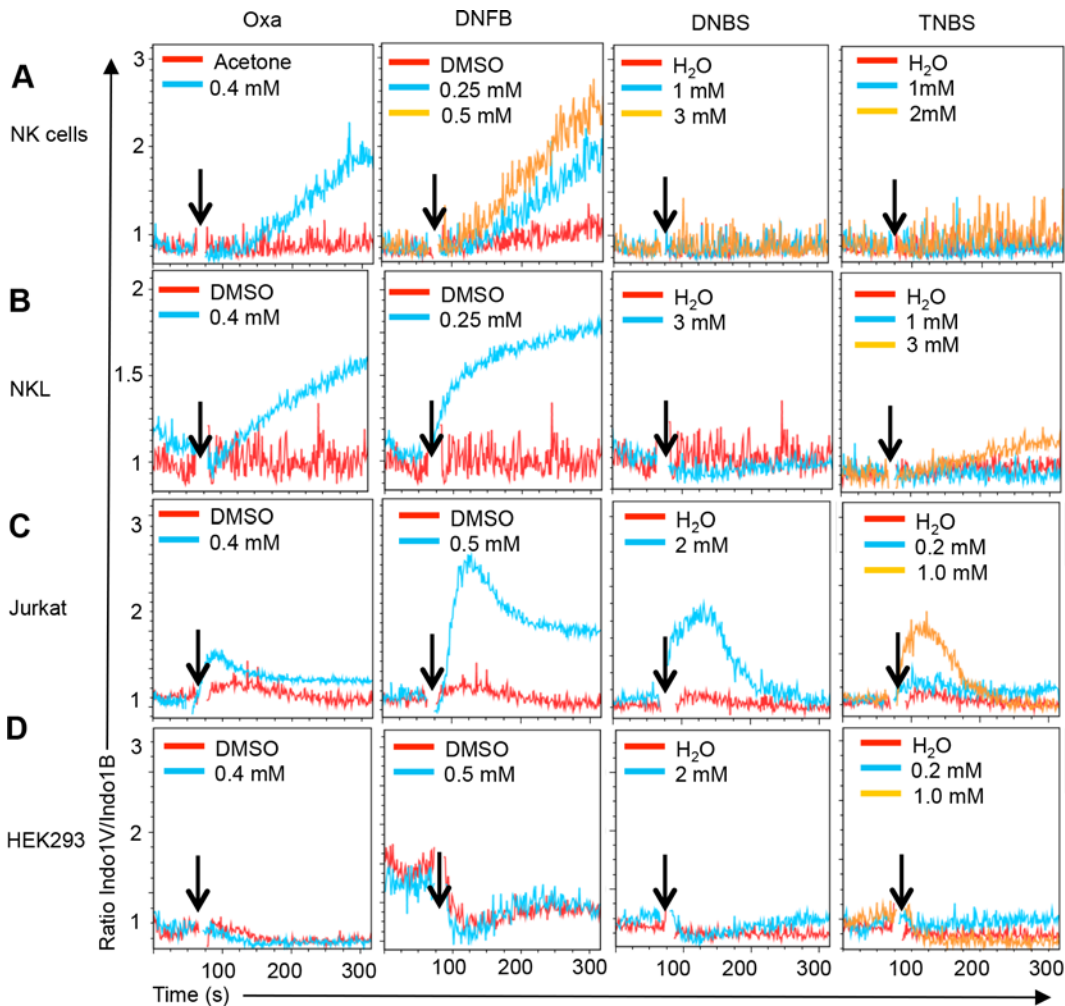 Oxa DNFB DNBS TNBS
A
NK cells
3
2
1
Acetone
0.4 mM
DMSO
0.25 mM
0.5 mM
H₂O
1 mM
3 mM
H₂O
1mM
2mM
B
NKL
2
1.5
1
DMSO
0.4 mM
DMSO
0.25 mM
H₂O
3 mM
H₂O
1 mM
3 mM
C
Jurkat
3
2
1
DMSO
0.4 mM
DMSO
0.5 mM
H₂O
2 mM
H₂O
0.2 mM
1.0 mM
D
HEK293
3
2
1
DMSO
0.4 mM
DMSO
0.5 mM
H₂O
2 mM
H₂O
0.2 mM
1.0 mM
Ratio Indo1V/Indo1B
100 200 300 100 200 300 100 200 300 100 200 300
Time (s)